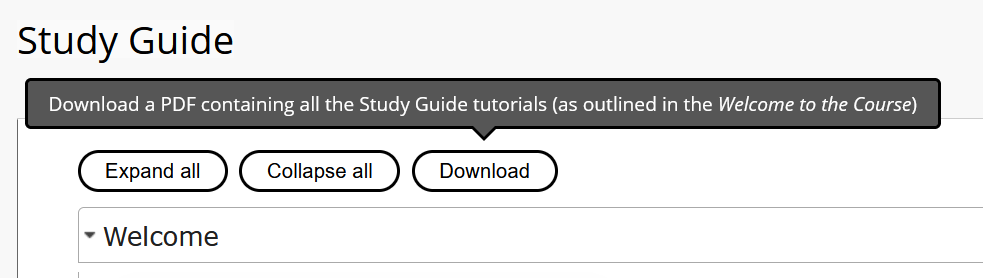 Study Guide
Download a PDF containing all the Study Guide tutorials (as outlined in the Welcome to the Course)
Expand all
Collapse all
Download
Welcome